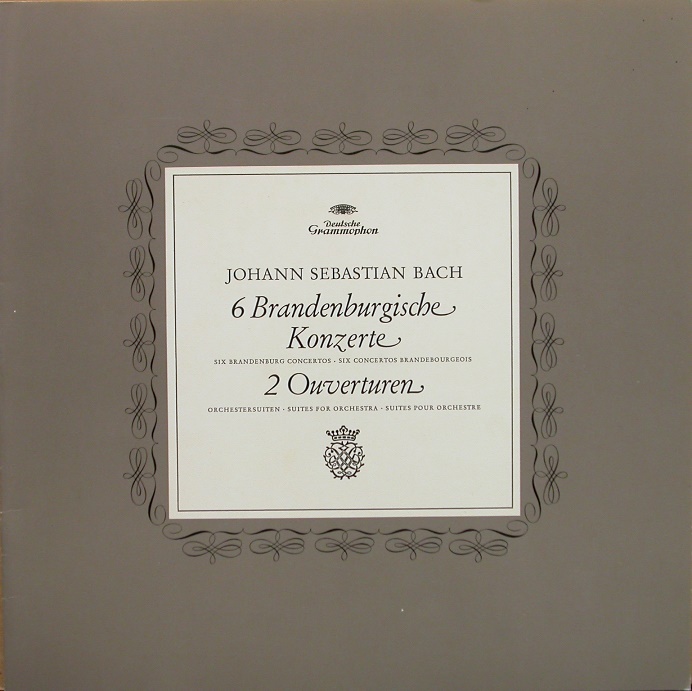 Deutsche
Grammophon
JOHANN SEBASTIAN BACH
6 Brandenburgische
Konzerte
SIX BRANDENBURG CONCERTOS · SIX CONCERTOS BRANDEBOURGEOIS
2 Ouverturen
ORCHESTERSUITEN · SUITES FOR ORCHESTRA · SUITES POUR ORCHESTRE